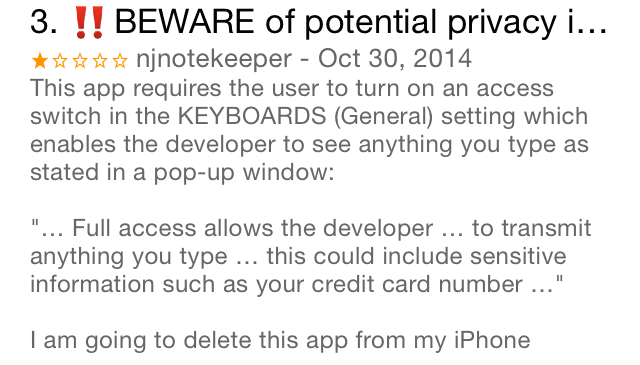 3. ‼️ BEWARE of potential privacy i…
njnotekeeper - Oct 30, 2014
This app requires the user to turn on an access
switch in the KEYBOARDS (General) setting which
enables the developer to see anything you type as
stated in a pop-up window:
"… Full access allows the developer … to transmit
anything you type … this could include sensitive
information such as your credit card number …"
I am going to delete this app from my iPhone